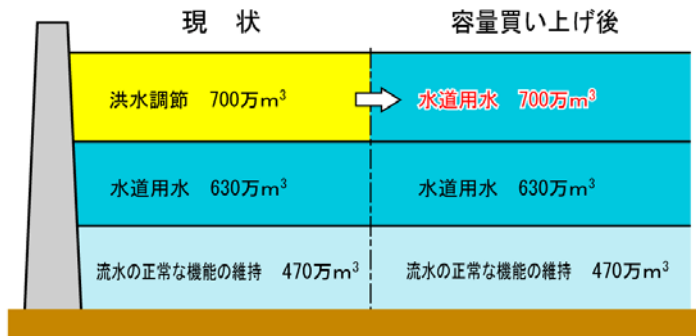 現　状
容量買い上げ後
洪水調節　700万m³
水道用水　700万m³
水道用水　630万m³
水道用水　630万m³
流水の正常な機能の維持　470万m³
流水の正常な機能の維持　470万m³